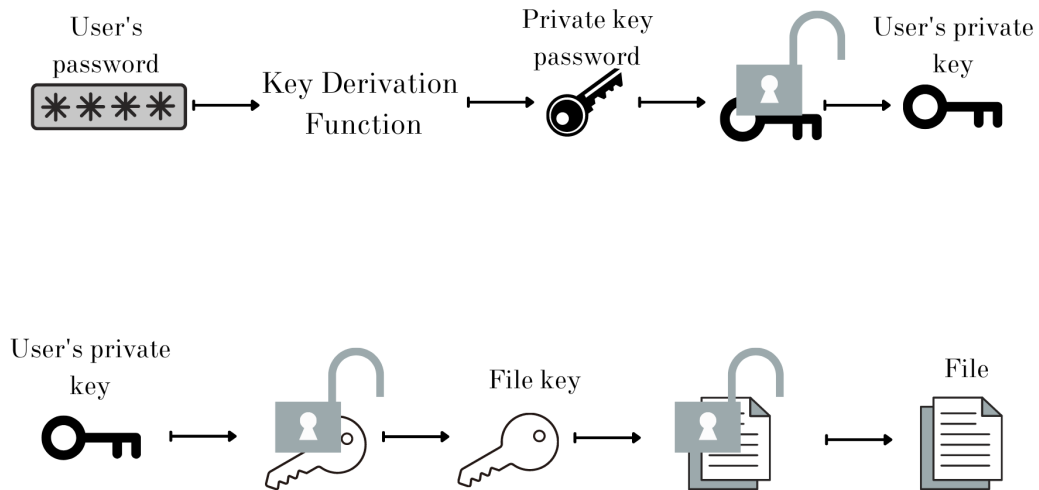 User's
password
Key Derivation
Function
Private key
password
User's private
key
User's private
key
File key
File